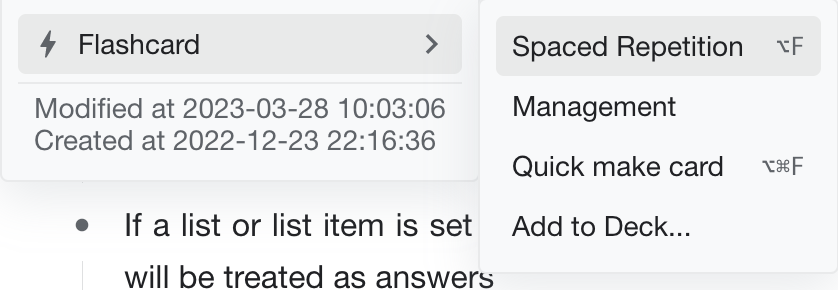 Flashcard
Modified at 2023-03-28 10:03:06
Created at 2022-12-23 22:16:36
Spaced Repetition ⌥F
Management
Quick make card ⌥⌘F
Add to Deck...
If a list or list item is set
will be treated as answers